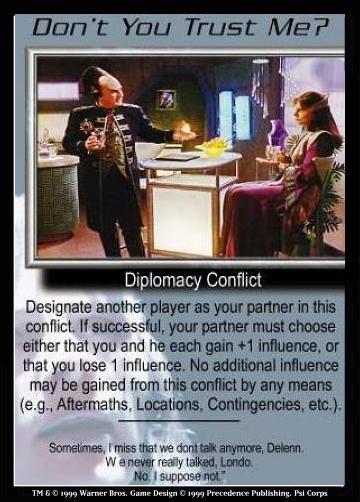 Don't You Trust Me?
Diplomacy Conflict
Designate another player as your partner in this
conflict. If successful, your partner must choose
either that you and he each gain +1 influence, or
that you lose 1 influence. No additional influence
may be gained from this conflict by any means
(e.g., Aftermaths, Locations, Contingencies, etc.).
Sometimes, I miss that we dont talk anymore, Delenn.
W e never really talked, Londo.
No. I suppose not."
TM & © 1999 Warner Bros. Game Design © 1999 Precedence Publishing. Psi Corps